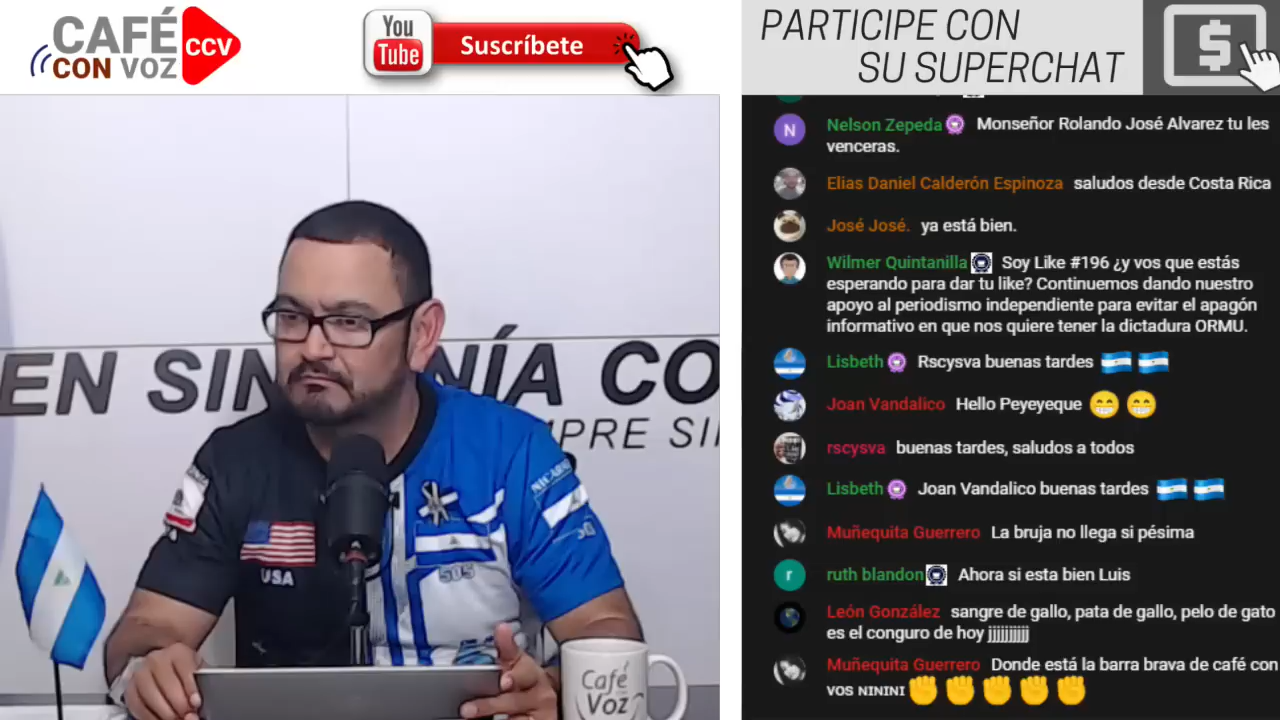 CAFÉ
CON VOZ
CCV
You
Tube
Suscríbete
PARTICIPE CON
SU SUPERCHAT
$
EN SIN
NÍA CO
MPRE SI
NICARAG
USA
505
Café
con
Voz
N
Nelson Zepeda Monseñor Rolando José Alvarez tu les
venceras.
Elias Daniel Calderón Espinoza saludos desde Costa Rica
José José. ya está bien.
Wilmer Quintanilla Soy Like #196 ¿y vos que estás
esperando para dar tu like? Continuemos dando nuestro
apoyo al periodismo independiente para evitar el apagón
informativo en que nos quiere tener la dictadura ORMU.
Lisbeth Rscysva buenas tardes 🇳🇮 🇳🇮
Joan Vandalico Hello Peyeyeque 😁 😁
rscysva buenas tardes, saludos a todos
Lisbeth Joan Vandalico buenas tardes 🇳🇮 🇳🇮
Muñequita Guerrero La bruja no llega si pésima
r
ruth blandon Ahora si esta bien Luis
León González sangre de gallo, pata de gallo, pelo de gato
es el conguro de hoy jjjjjjjjjj
Muñequita Guerrero Donde está la barra brava de café con
vos NININI ✊ ✊ ✊ ✊ ✊